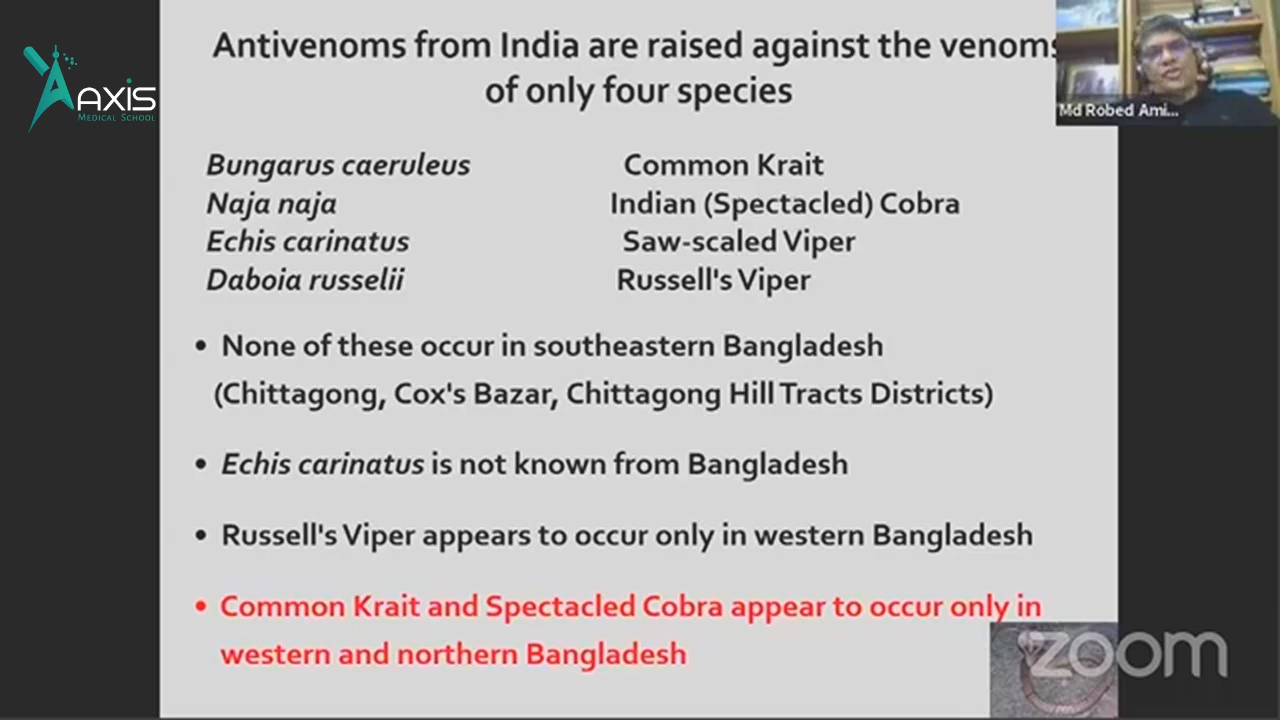 AXIS
MEDICAL SCHOOL
Antivenoms from India are raised against the venoms
of only four species
Md Robed Ami...
Bungarus caeruleus Common Krait
Naja naja Indian (Spectacled) Cobra
Echis carinatus Saw-scaled Viper
Daboia russelii Russell's Viper
• None of these occur in southeastern Bangladesh
(Chittagong, Cox's Bazar, Chittagong Hill Tracts Districts)
• Echis carinatus is not known from Bangladesh
• Russell's Viper appears to occur only in western Bangladesh
• Common Krait and Spectacled Cobra appear to occur only in
western and northern Bangladesh
zoom